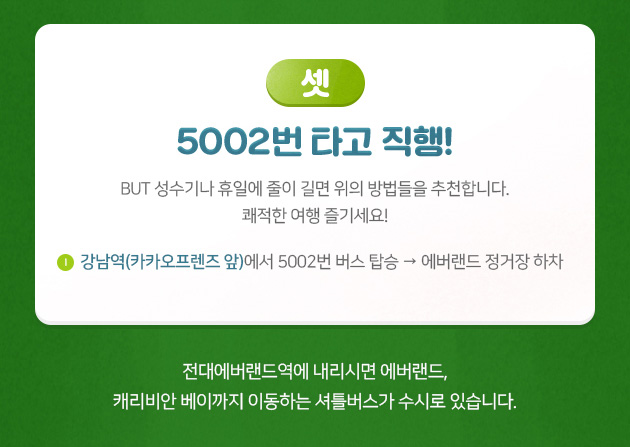 셋
5002번 타고 직행!
BUT 성수기나 휴일에 줄이 길면 위의 방법들을 추천합니다.
쾌적한 여행 즐기세요!
강남역(카카오프렌즈 앞)에서 5002번 버스 탑승 → 에버랜드 정거장 하차
전대에버랜드역에 내리시면 에버랜드,
캐리비안 베이까지 이동하는 셔틀버스가 수시로 있습니다.